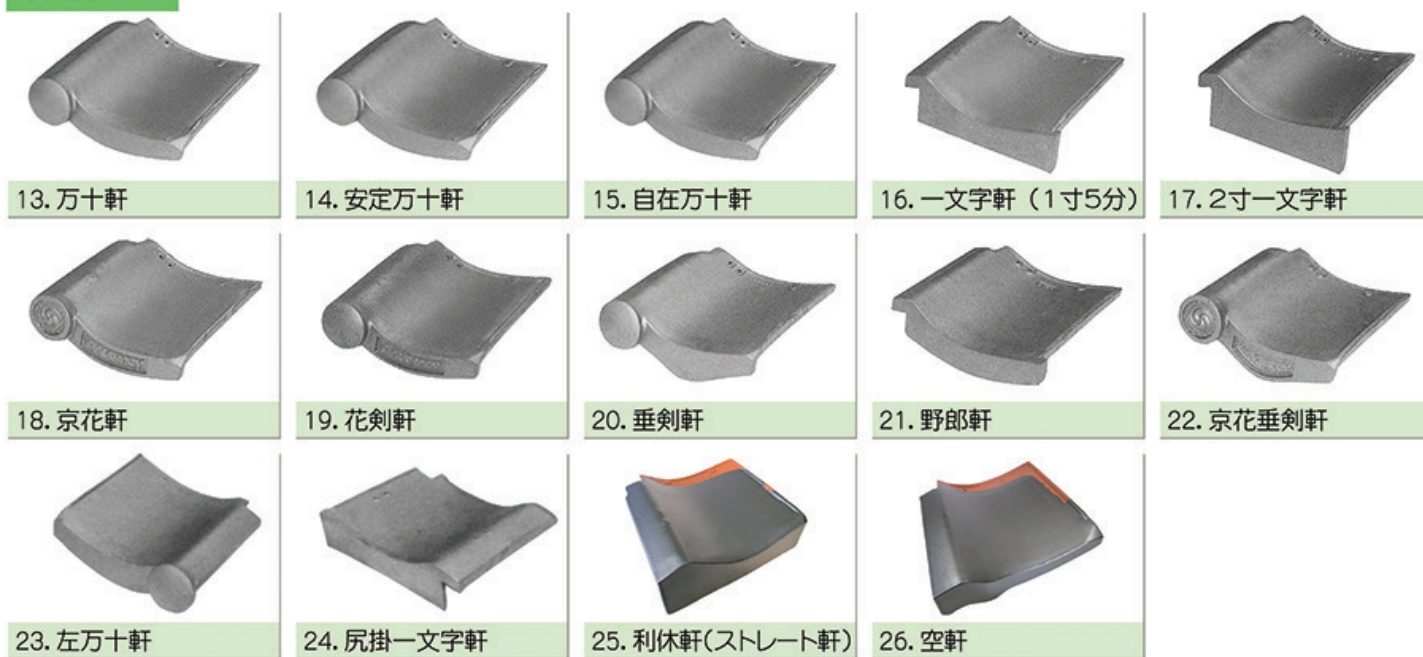 13. 万十軒
14. 安定万十軒
15. 自在万十軒
16. 一文字軒（1寸5分）
17. 2寸一文字軒
18. 京花軒
19. 花剣軒
20. 垂剣軒
21. 野郎軒
22. 京花垂剣軒
23. 左万十軒
24. 尻掛一文字軒
25. 利休軒（ストレート軒）
26. 空軒